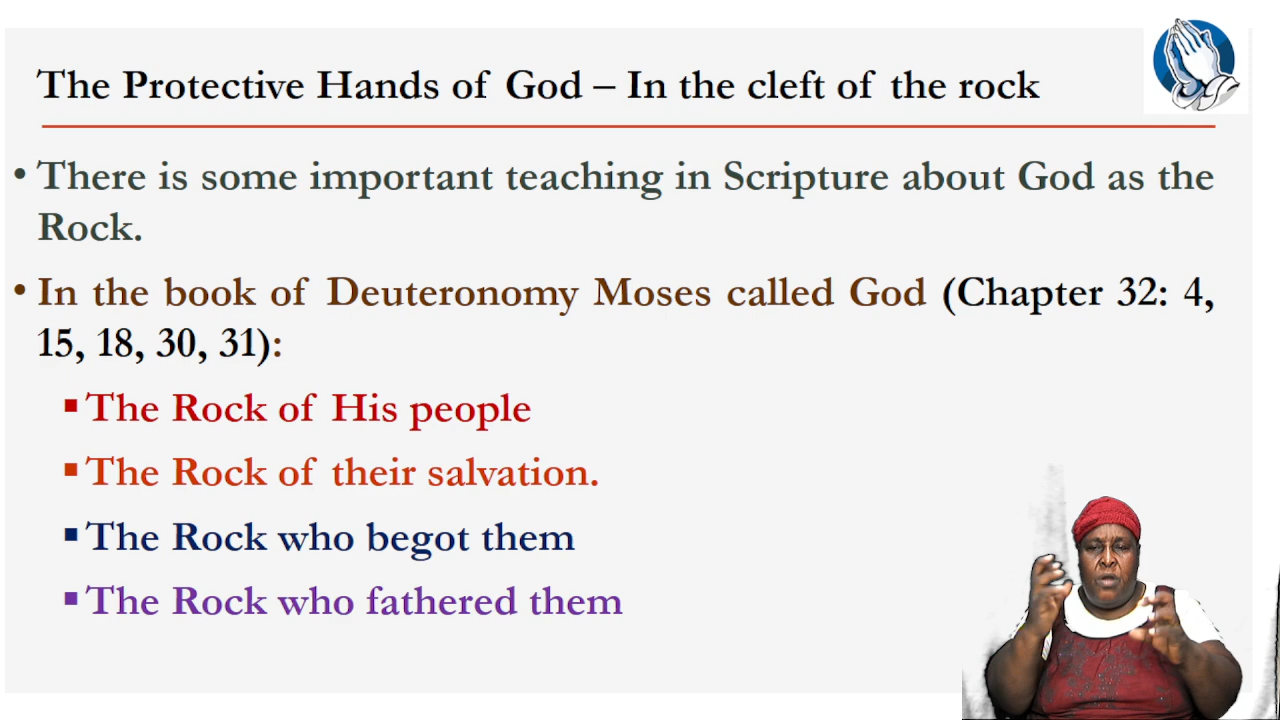 The Protective Hands of God – In the cleft of the rock
• There is some important teaching in Scripture about God as the
Rock.
• In the book of Deuteronomy Moses called God (Chapter 32: 4,
15, 18, 30, 31):
▪ The Rock of His people
▪ The Rock of their salvation.
▪ The Rock who begot them
▪ The Rock who fathered them